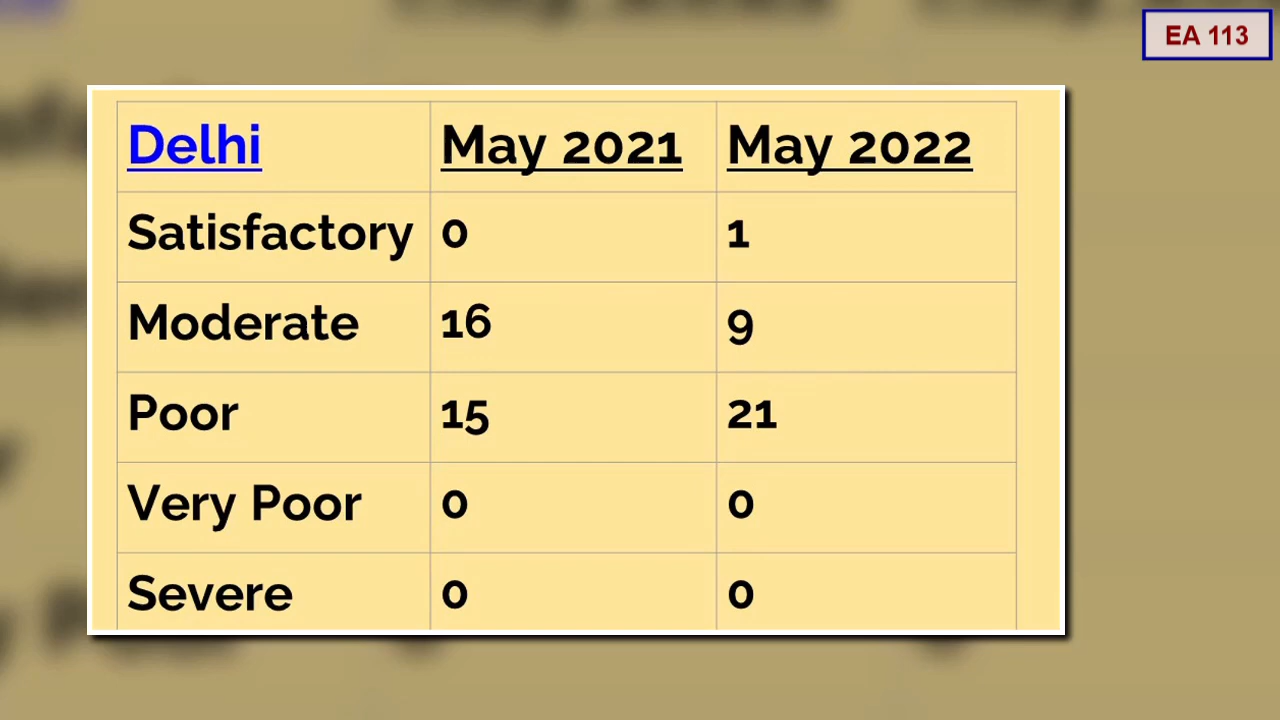 EA 113
Delhi May 2021 May 2022
Satisfactory 0 1
Moderate 16 9
Poor 15 21
Very Poor 0 0
Severe 0 0